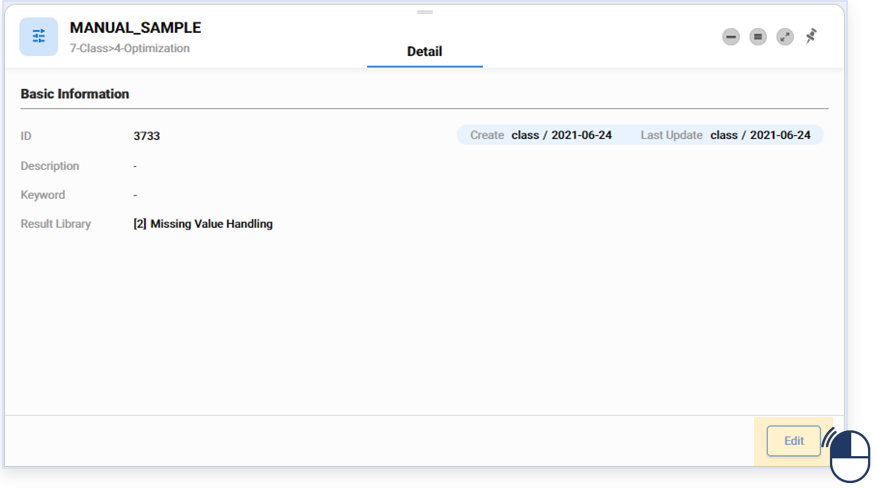 MANUAL_SAMPLE
7-Class>4-Optimization
Detail
Basic Information
ID 3733 Create class / 2021-06-24 Last Update class / 2021-06-24
Description -
Keyword -
Result Library [2] Missing Value Handling
Edit